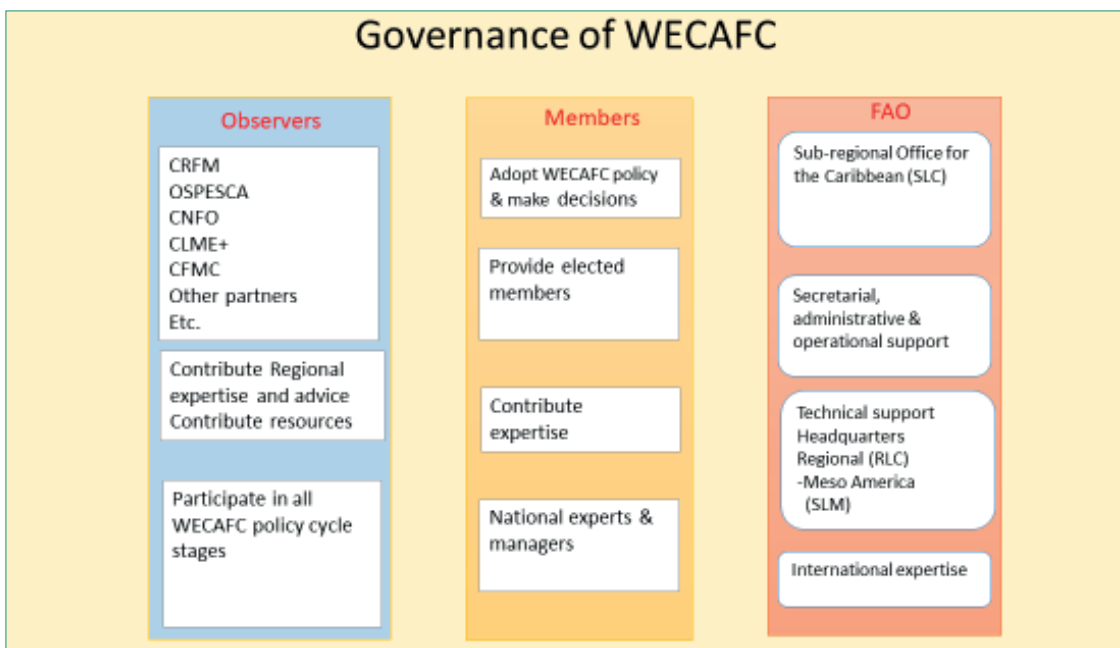 Governance of WECAFC
Observers
CRFM
OSPESCA
CNFO
CLME+
CFMC
Other partners
Etc.
Contribute Regional
expertise and advice
Contribute resources
Participate in all
WECAFC policy cycle
stages
Members
Adopt WECAFC policy
& make decisions
Provide elected
members
Contribute
expertise
National experts &
managers
FAO
Sub-regional Office for
the Caribbean (SLC)
Secretarial,
administrative &
operational support
Technical support
Headquarters
Regional (RLC)
-Meso America
(SLM)
International expertise